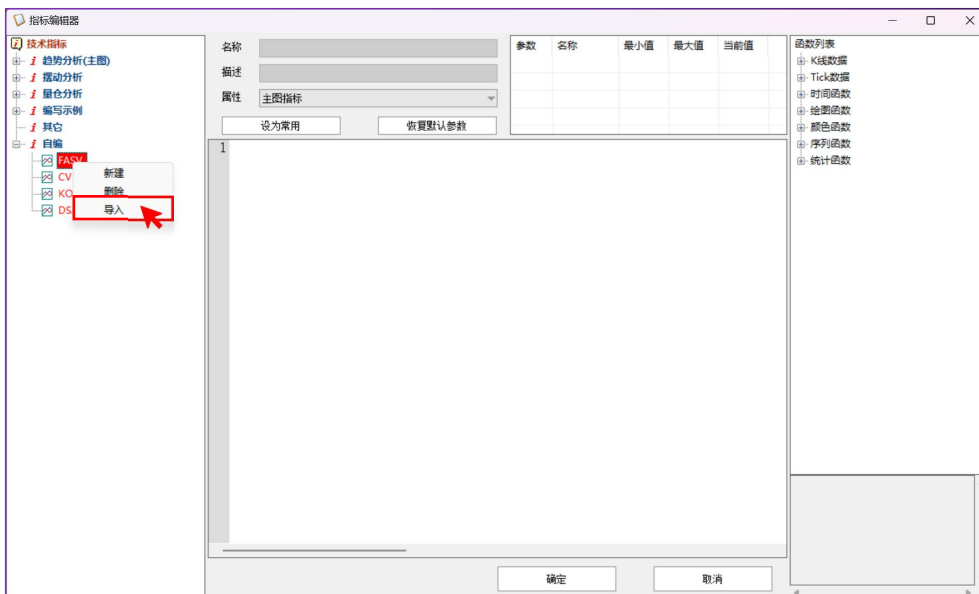 指标编辑器
技术指标
i 趋势分析(主图)
i 摆动分析
i 量仓分析
i 编写示例
i 其它
i 自编
FASV
CV
KO
DS
新建
删除
导入
名称
描述
属性 主图指标
设为常用 恢复默认参数
参数 名称 最小值 最大值 当前值
1
函数列表
K线数据
Tick数据
时间函数
绘图函数
颜色函数
序列函数
统计函数
确定 取消